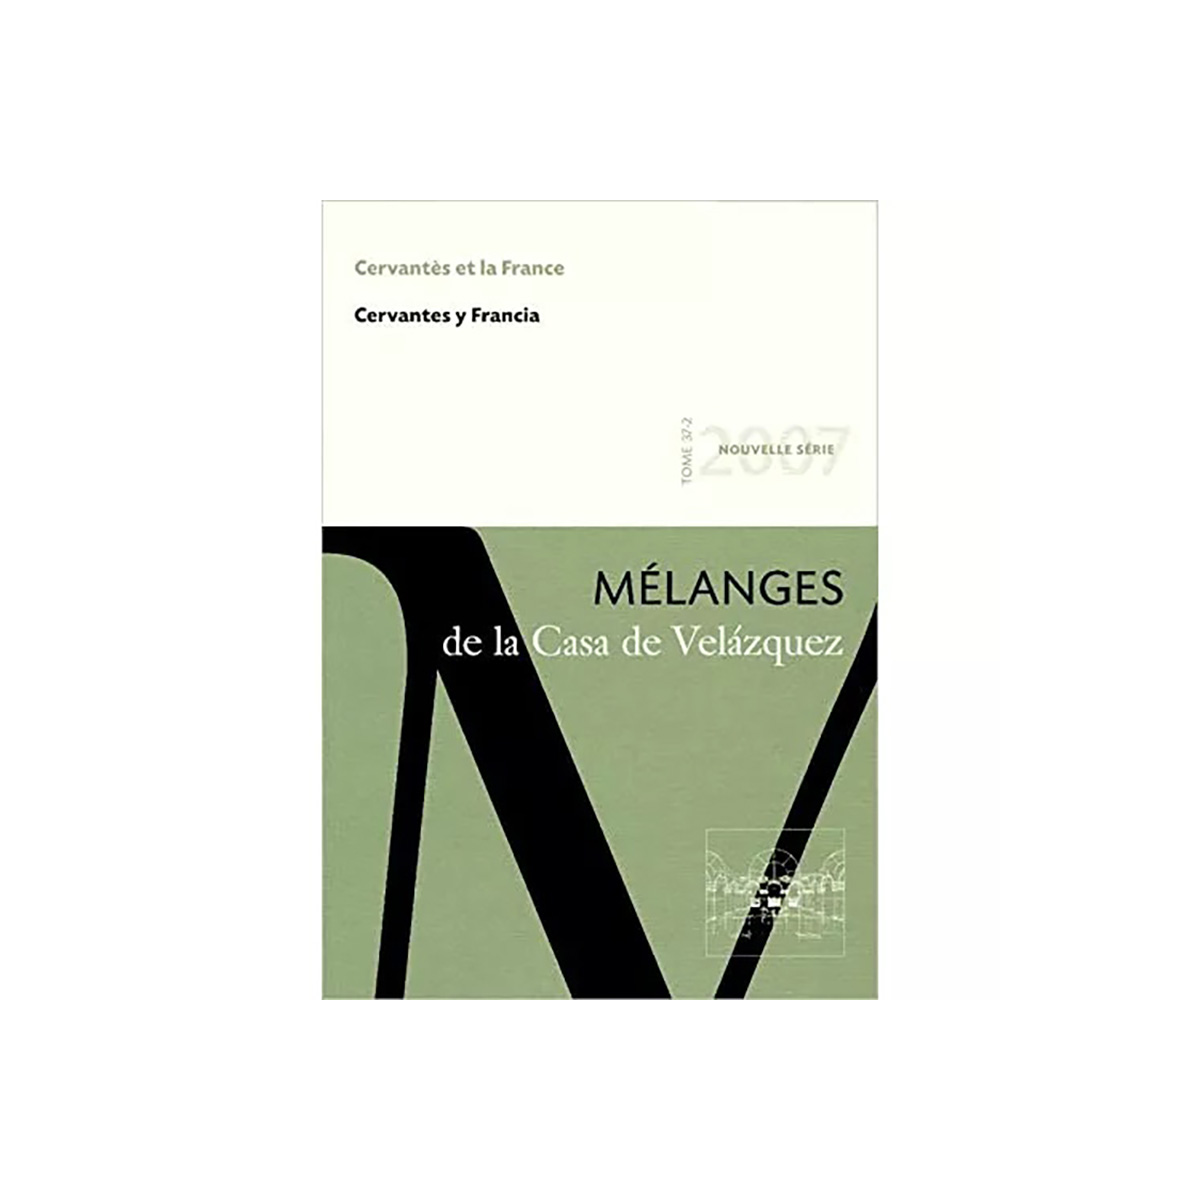 Cervantès et la France
Cervantes y Francia
TOME 37-2
2007
NOUVELLE SÉRIE
MÉLANGES
de la Casa de Velázquez